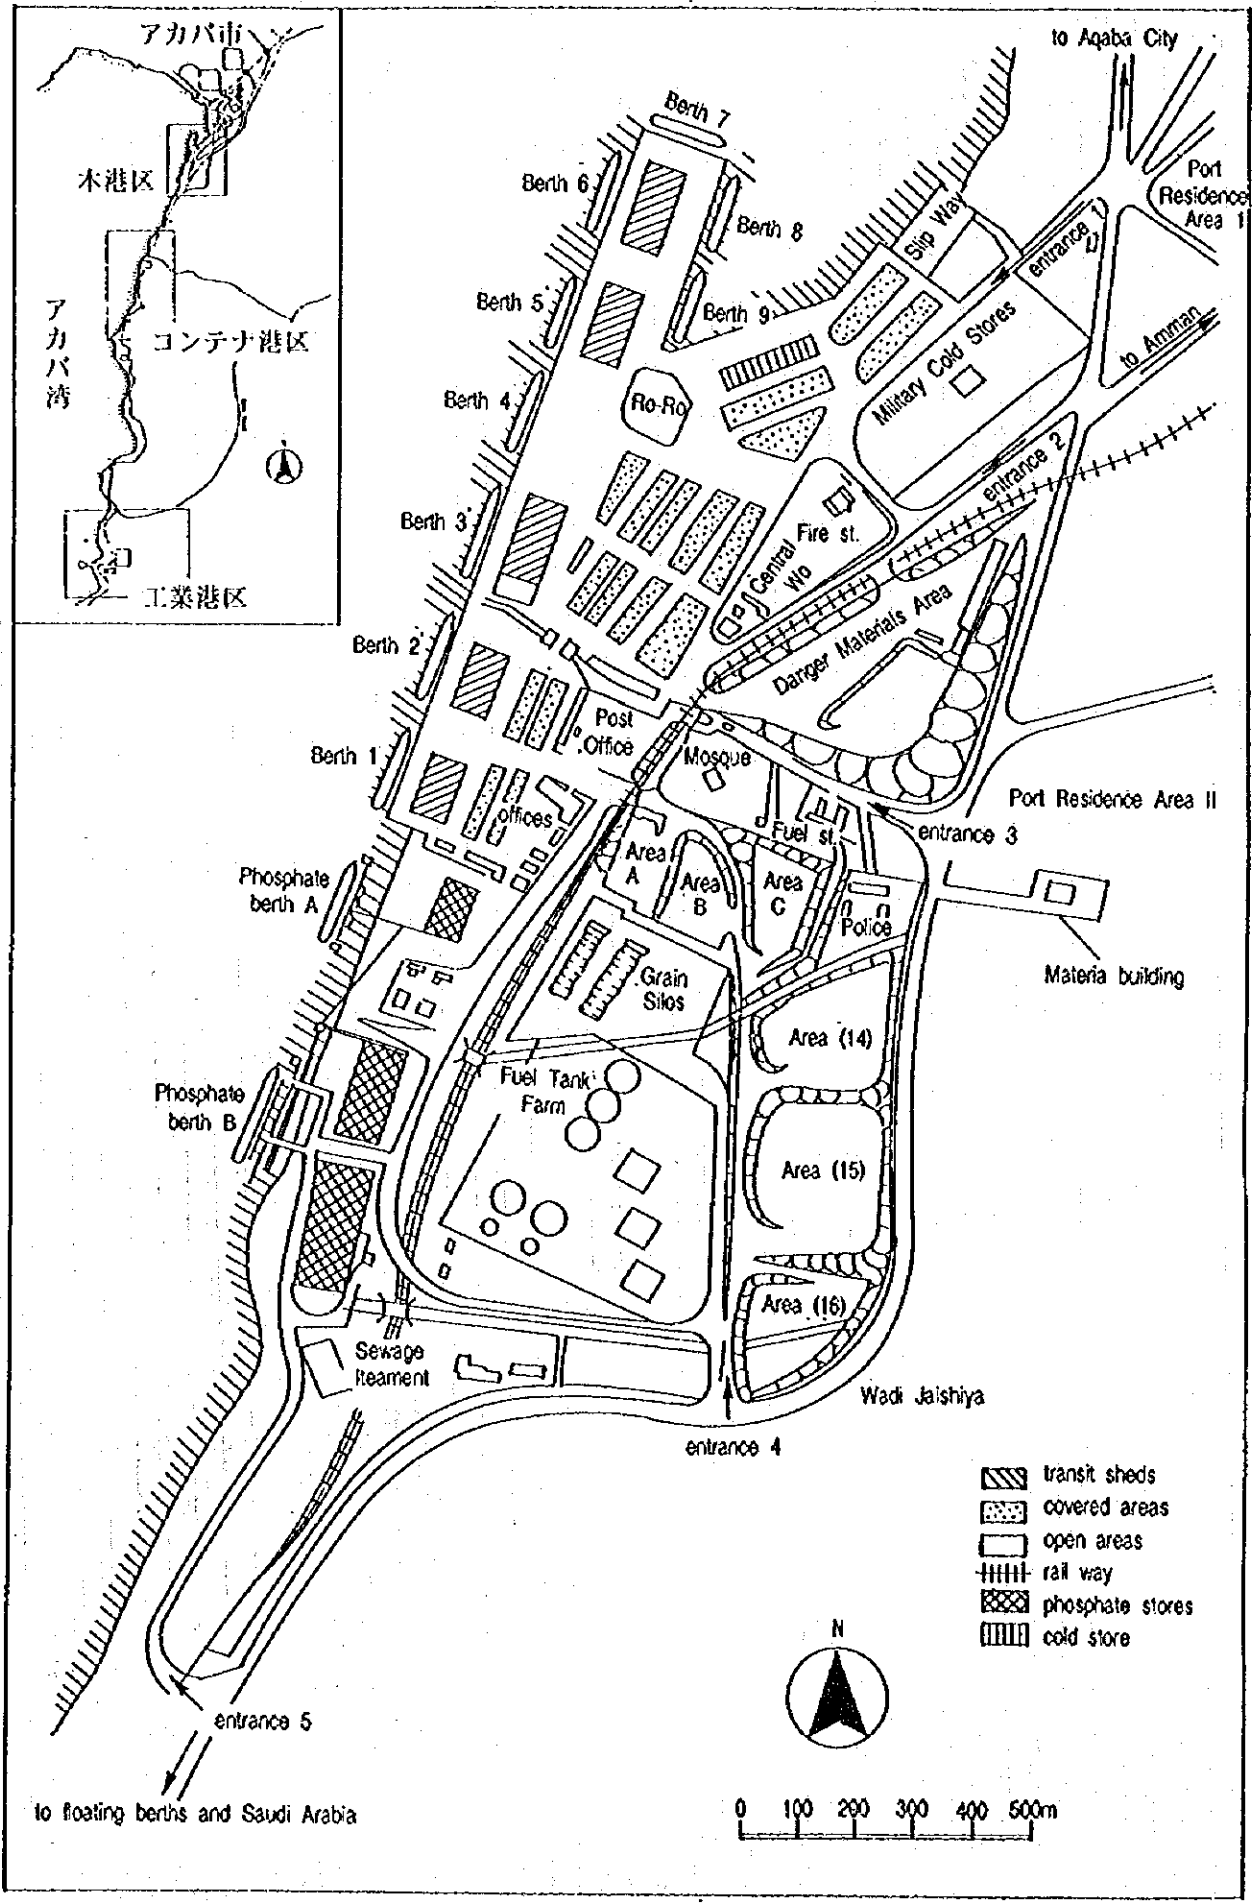 アカバ市
本港区
アカバ湾
コンテナ港区
工業港区
to Aqaba City
Port
Residence
Area 1
to Amman
Berth 7
Berth 6
Berth 8
Berth 5
Berth 9
Slip Way
entrance 1
Military Cold Stores
Ro-Ro
Berth 4
entrance 2
Berth 3
Fire st.
Central
Wo
Danger Materials Area
Berth 2
Post
Office
Mosque
Berth 1
Port Residence Area II
offices
Fuel st.
entrance 3
Area
A
Area
B
Area
C
Phosphate
berth A
Police
Materia building
Grain
Silos
Area (14)
Fuel Tank
Farm
Phosphate
berth B
Area (15)
Area (16)
Sewage
iteament
Wadi Jaishiya
entrance 4
transit sheds
covered areas
open areas
rail way
phosphate stores
cold store
N
entrance 5
to floating berths and Saudi Arabia
0 100 200 300 400 500m